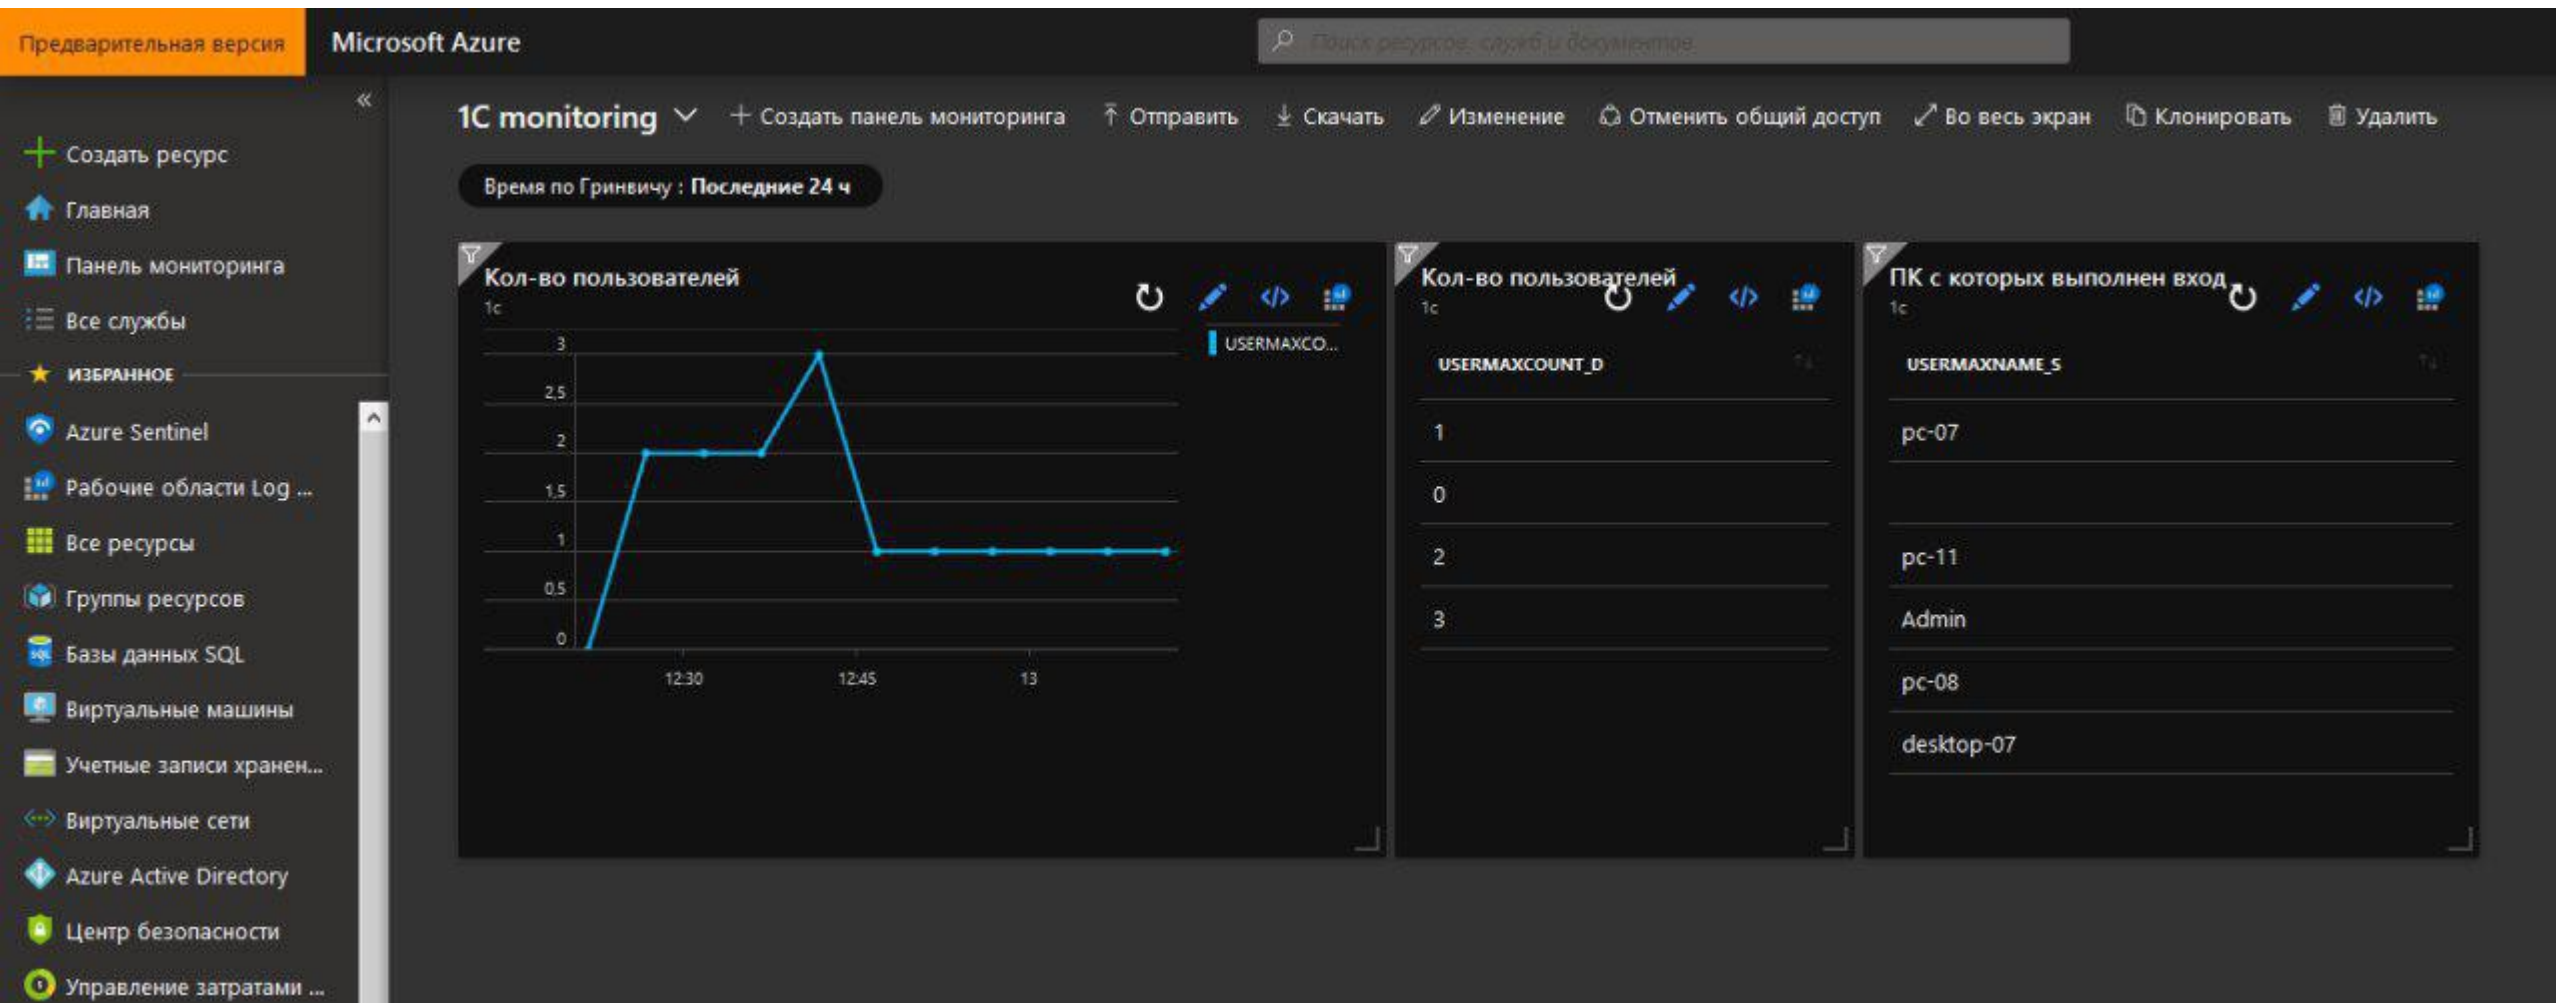 Предварительная версия
Microsoft Azure
Поиск ресурсов, служб и документов
«
1C monitoring
Создать панель мониторинга
Отправить
Скачать
Изменение
Отменить общий доступ
Во весь экран
Клонировать
Удалить
Время по Гринвичу : Последние 24 ч
Создать ресурс
Главная
Панель мониторинга
Все службы
ИЗБРАННОЕ
Azure Sentinel
Рабочие области Log ...
Все ресурсы
Группы ресурсов
SQL
Базы данных SQL
Виртуальные машины
Учетные записи хранен...
Виртуальные сети
Azure Active Directory
Центр безопасности
Управление затратами ...
Кол-во пользователей
1c
USERMAXCO...
3
2,5
2
1,5
1
0,5
0
12:30
12:45
13
Кол-во пользователей
1c
USERMAXCOUNT_D
1
0
2
3
ПК с которых выполнен вход
1c
USERMAXNAME_S
pc-07
pc-11
Admin
pc-08
desktop-07